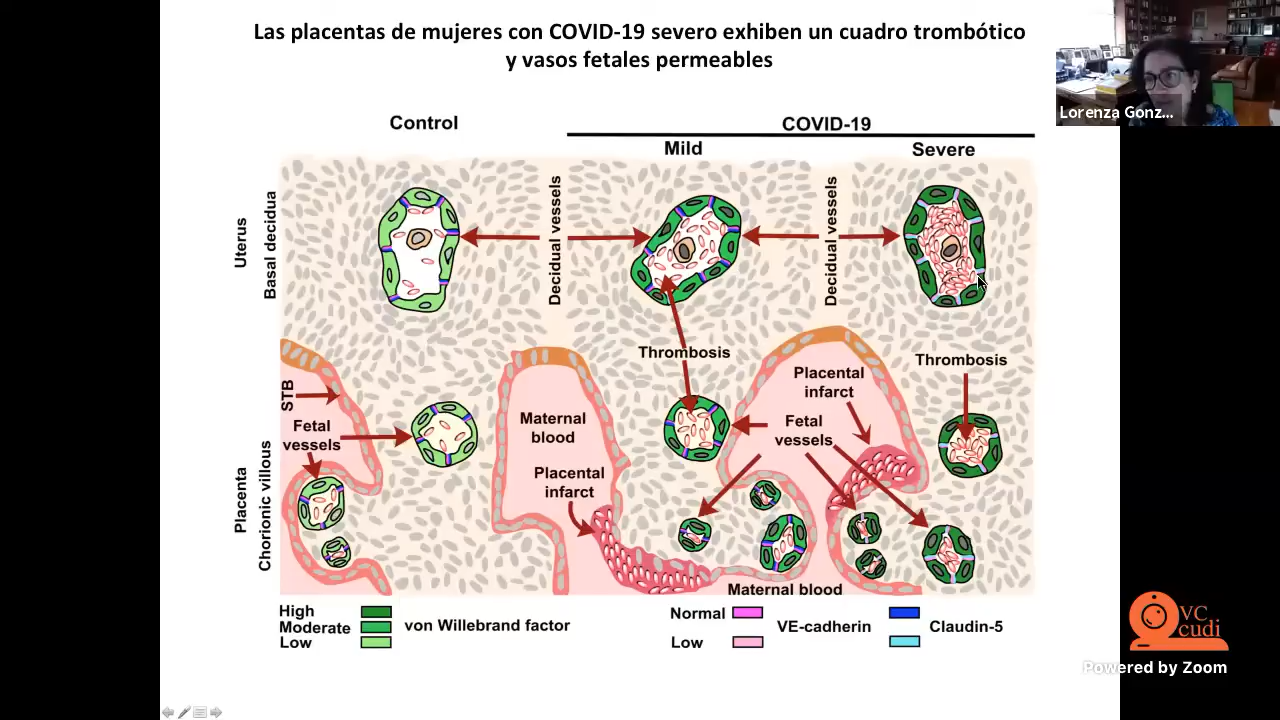 Las placentas de mujeres con COVID-19 severo exhiben un cuadro trombótico
y vasos fetales permeables
Lorenza Gonz...
Control
COVID-19
Mild
Severe
Uterus
Basal decidua
Decidual vessels
Decidual vessels
Thrombosis
Thrombosis
Placental
infarct
STB
Fetal
vessels
Maternal
blood
Fetal
vessels
Placental
infarct
Placenta
Chorionic villous
Maternal blood
High
Moderate
Low
von Willebrand factor
Normal
Low
VE-cadherin
Claudin-5
VC
cudi
Powered by Zoom